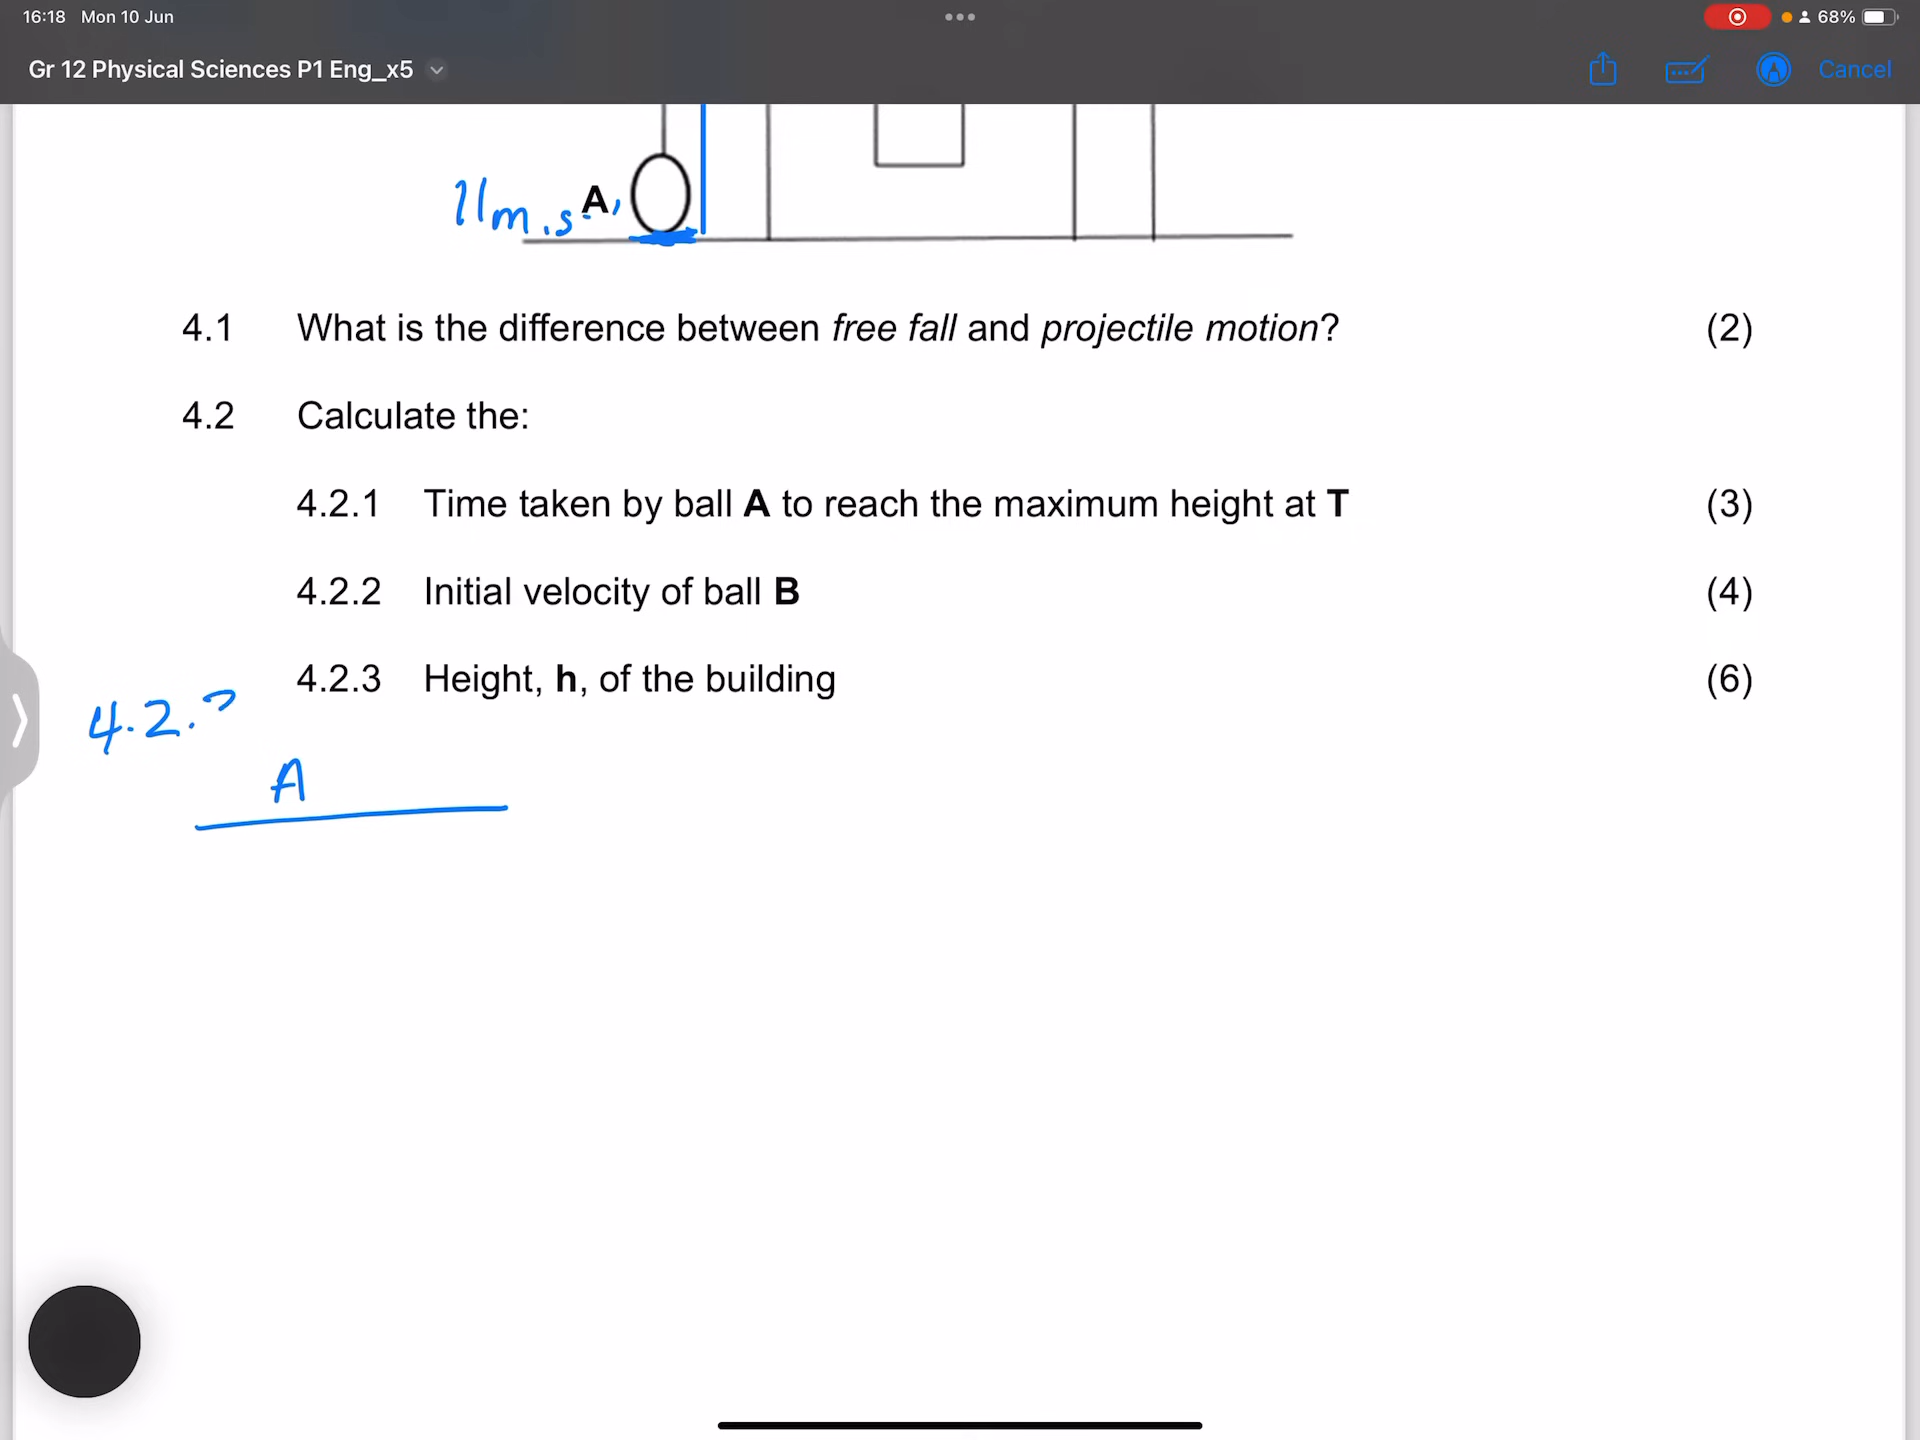 16:18 Mon 10 Jun 68%
Gr 12 Physical Sciences P1 Eng_x5 Cancel
11m.s-1 A
4.1 What is the difference between free fall and projectile motion? (2)
4.2 Calculate the:
4.2.1 Time taken by ball A to reach the maximum height at T (3)
4.2.2 Initial velocity of ball B (4)
4.2.3 Height, h, of the building (6)
4.2.
A